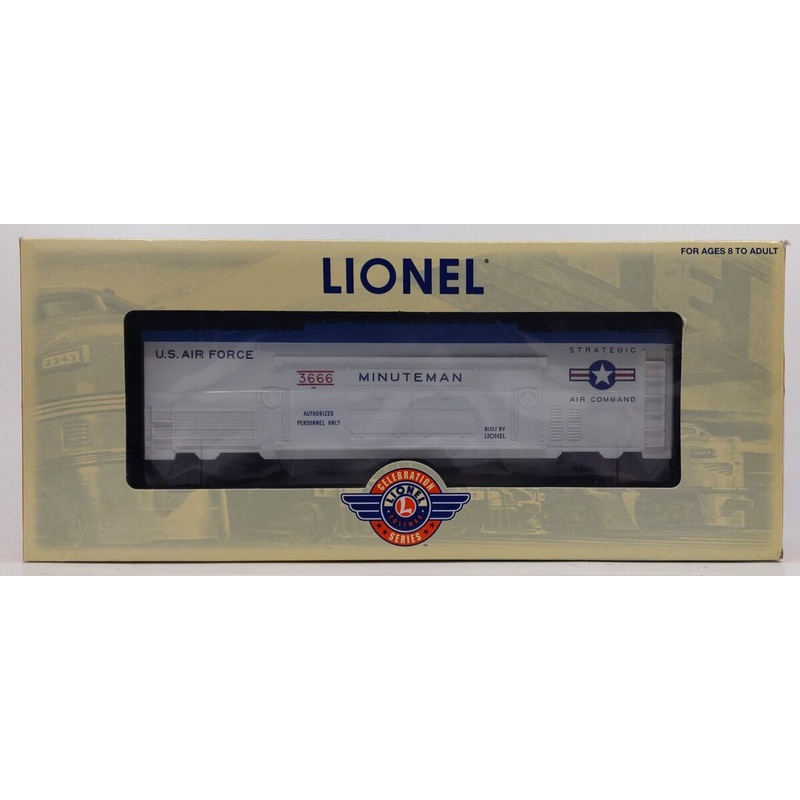 FOR AGES 8 TO ADULT
LIONEL
U.S. AIR FORCE
3666
MINUTEMAN
STRATEGIC
AIR COMMAND
AUTHORIZED
PERSONNEL ONLY
BUILT BY
LIONEL
2343
CELEBRATION
LIONEL
L
POSTWAR
SERIES